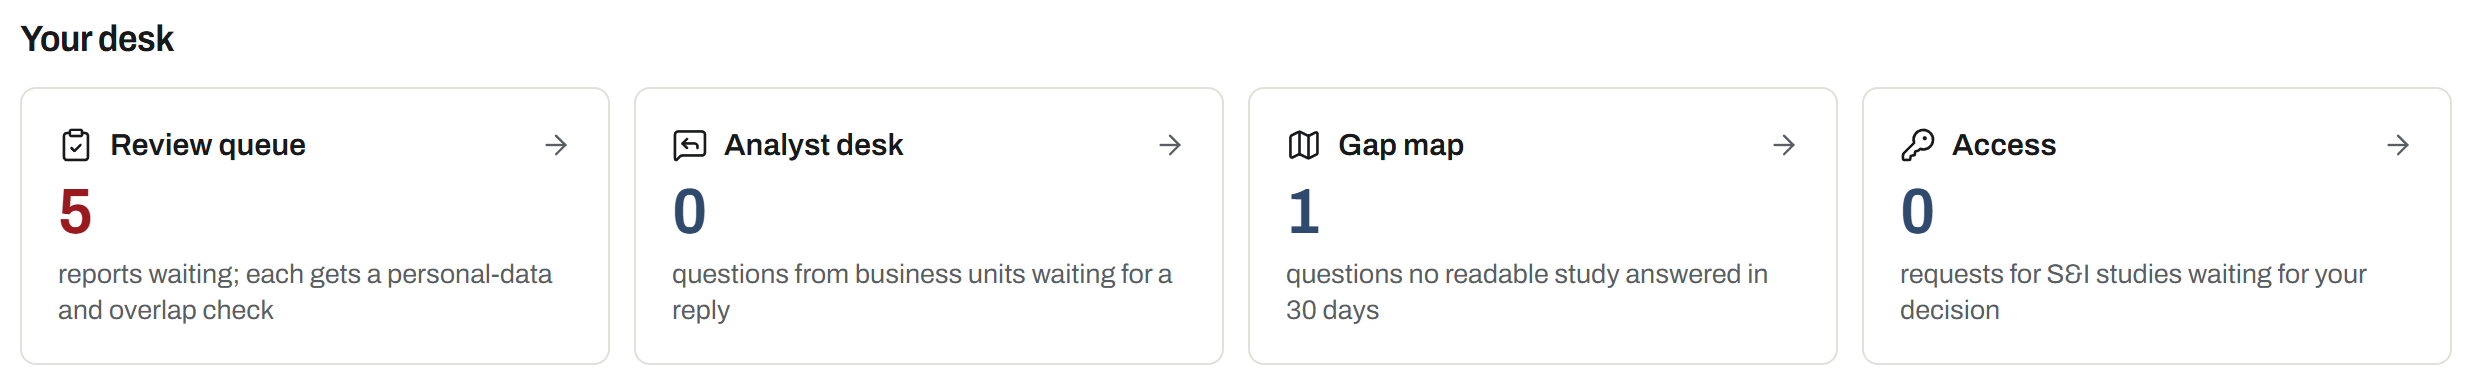 Your desk
Review queue
5
reports waiting; each gets a personal-data
and overlap check
Analyst desk
0
questions from business units waiting for a
reply
Gap map
1
questions no readable study answered in
30 days
Access
0
requests for S&I studies waiting for your
decision